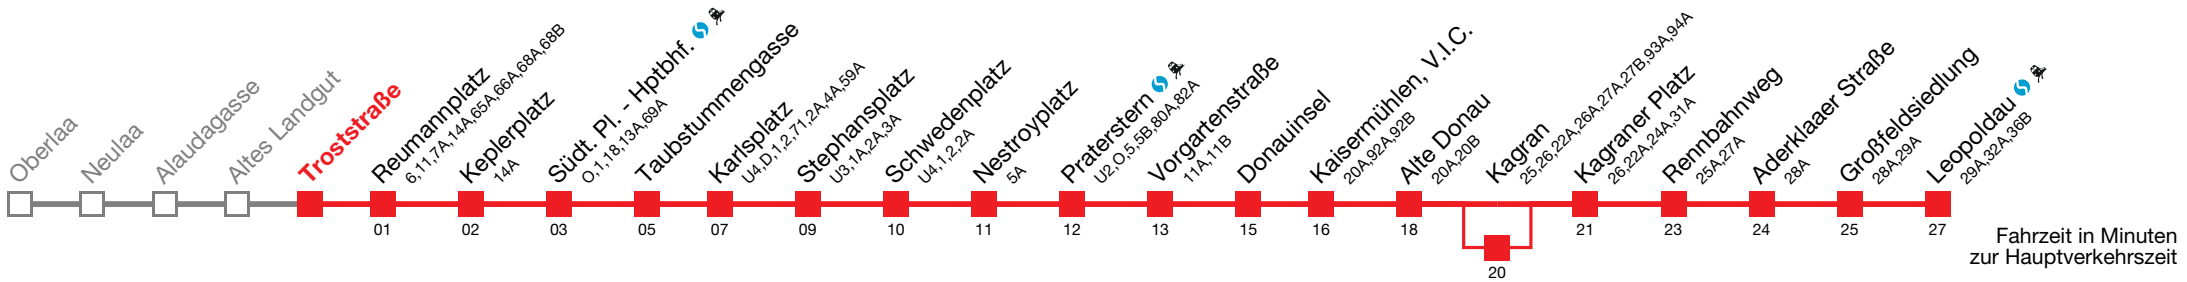 Oberlaa
Neulaa
Alaudagasse
Altes Landgut
Troststraße
Reumannplatz
6,11,7A,14A,65A,66A,68A,68B
01
Keplerplatz
14A
02
Südt. Pl. - Hptbhf.
O,1,18,13A,69A
03
Taubstummengasse
05
Karlsplatz
U4,D,1,2,71,2A,4A,59A
07
Stephansplatz
U3,1A,2A,3A
09
Schwedenplatz
U4,1,2,2A
10
Nestroyplatz
5A
11
Praterstern
U2,O,5,5B,80A,82A
12
Vorgartenstraße
11A,11B
13
Donauinsel
15
Kaisermühlen, V.I.C.
20A,92A,92B
16
Alte Donau
20A,20B
18
Kagran
25,26,22A,26A,27A,27B,93A,94A
20
Kagraner Platz
26,22A,24A,31A
21
Rennbahnweg
25A,27A
23
Aderklaaer Straße
28A
24
Großfeldsiedlung
28A,29A
25
Leopoldau
29A,32A,36B
27
Fahrzeit in Minuten
zur Hauptverkehrszeit